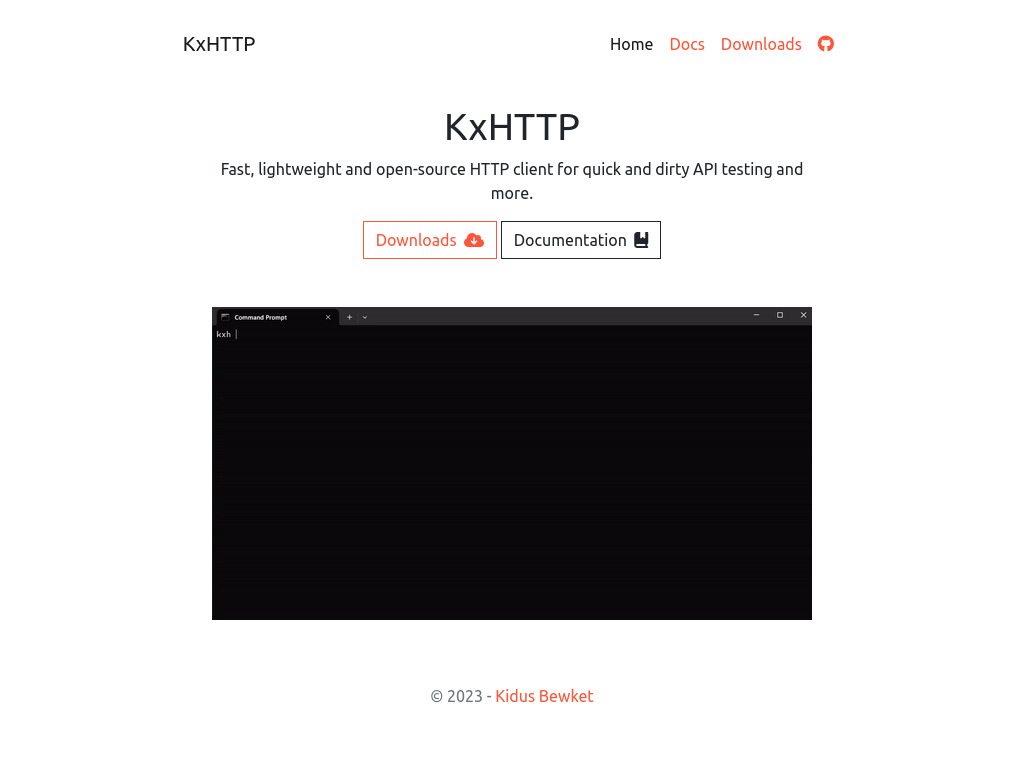 KxHTTP
Home Docs Downloads
KxHTTP
Fast, lightweight and open-source HTTP client for quick and dirty API testing and
more.
Downloads Documentation
Command Prompt
kxh
© 2023 - Kidus Bewket